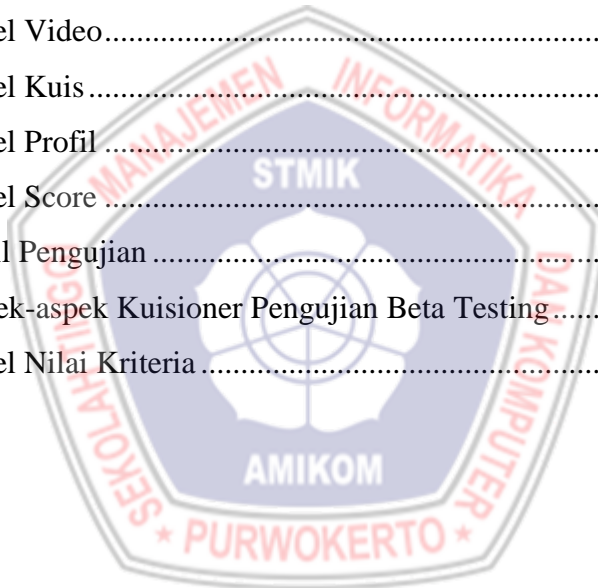 el Video
el Kuis
el Profil
el Score
il Pengujian
ek-aspek Kuisioner Pengujian Beta Testing
el Nilai Kriteria
SEKOLAH TINGGI MANAJEMEN INFORMATIKA DAN KOMPUTER
STMIK
AMIKOM
* PURWOKERTO *